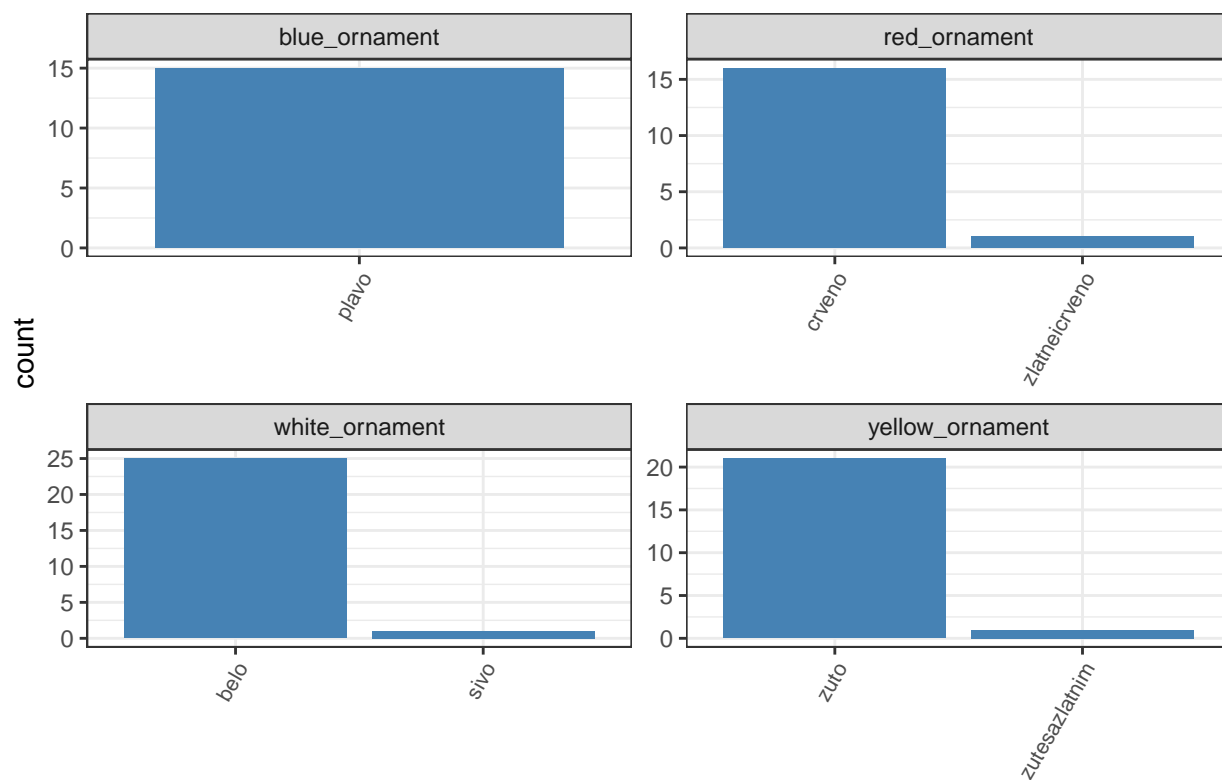 blue_ornament
red_ornament
15
10
5
0
plavo
15
10
5
0
crveno
zlatneicrveno
count
white_ornament
yellow_ornament
25
20
15
10
5
0
belo
sivo
20
15
10
5
0
zuto
zutesazlatnim